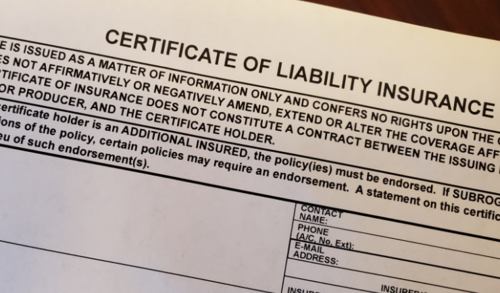 CERTIFICATE OF LIABILITY INSURANCE
E IS ISSUED AS A MATTER OF INFORMATION ONLY AND CONFERS NO RIGHTS UPON THE
ES NOT AFFIRMATIVELY OR NEGATIVELY AMEND, EXTEND OR ALTER THE COVERAGE AFF
RTIFICATE OF INSURANCE DOES NOT CONSTITUTE A CONTRACT BETWEEN THE ISSUING
OR PRODUCER, AND THE CERTIFICATE HOLDER.
certificate holder is an ADDITIONAL INSURED, the policy(ies) must be endorsed. If SUBROG
ions of the policy, certain policies may require an endorsement. A statement on this certific
eu of such endorsement(s).
CONTACT
NAME:
PHONE
(A/C, No, Ext):
E-MAIL
ADDRESS: